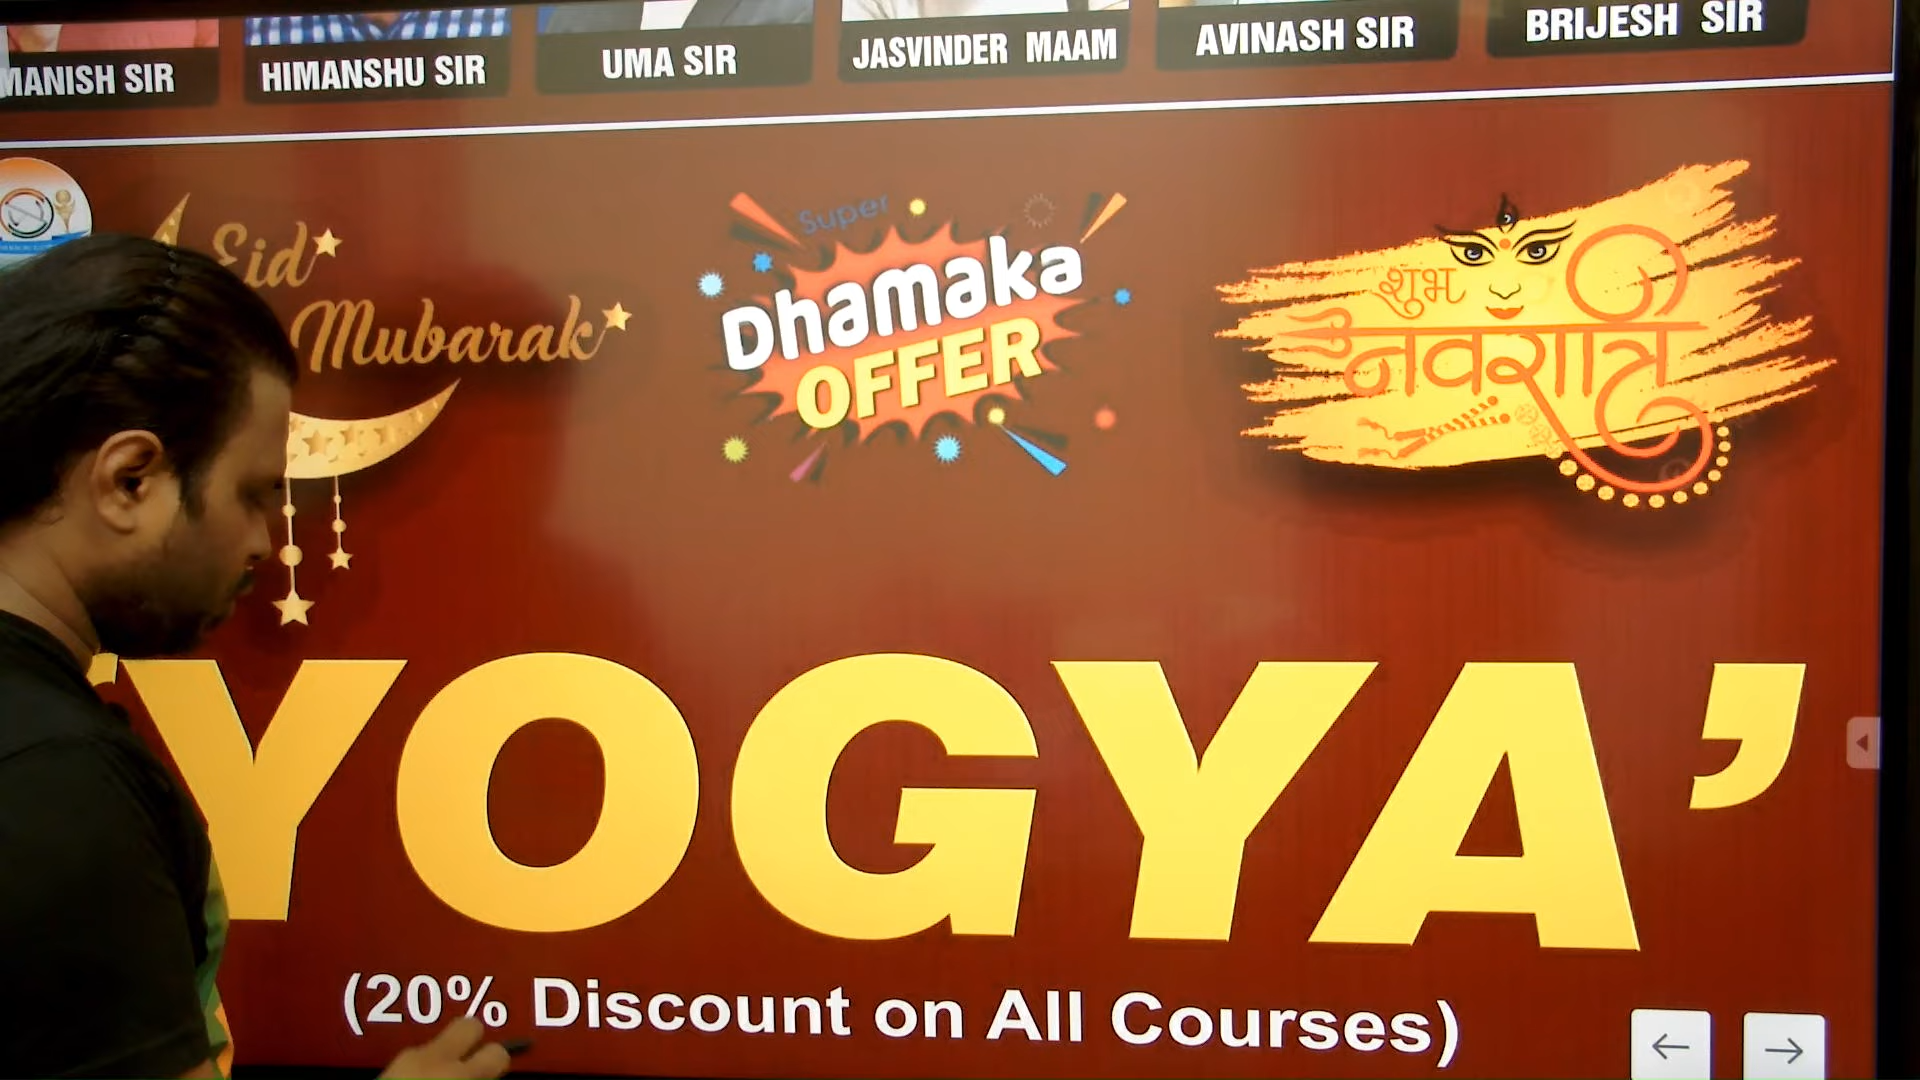 MANISH SIR
HIMANSHU SIR
UMA SIR
JASVINDER MAAM
AVINASH SIR
BRIJESH SIR
Eid
Mubarak
Super
Dhamaka
OFFER
शुभ
नवरात्रि
‘YOGYA’
(20% Discount on All Courses)